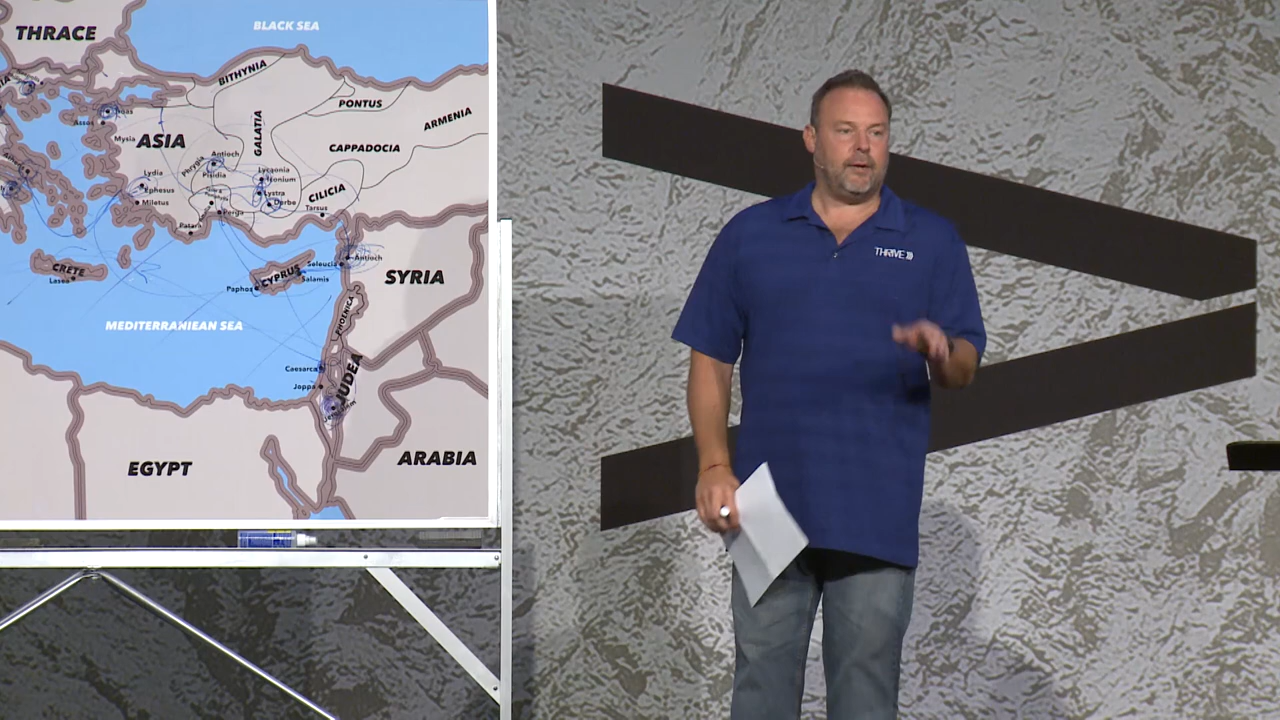 THRACE
BLACK SEA
BITHYNIA
PONTUS
ARMENIA
GALATIA
ASIA
CAPPADOCIA
Assos
Mysia
Antioch
Phrygia
Pisidia
Lycaonia
Iconium
Lystra
Derbe
CILICIA
Tarsus
Lydia
Ephesus
Miletus
Perga
Patara
CRETE
Lasea
Seleucia
Antioch
CYPRUS
Salamis
Paphos
SYRIA
PHOENICA
MEDITERRANIEAN SEA
Caesarea
Joppa
JUDEA
EGYPT
ARABIA
THRIVE